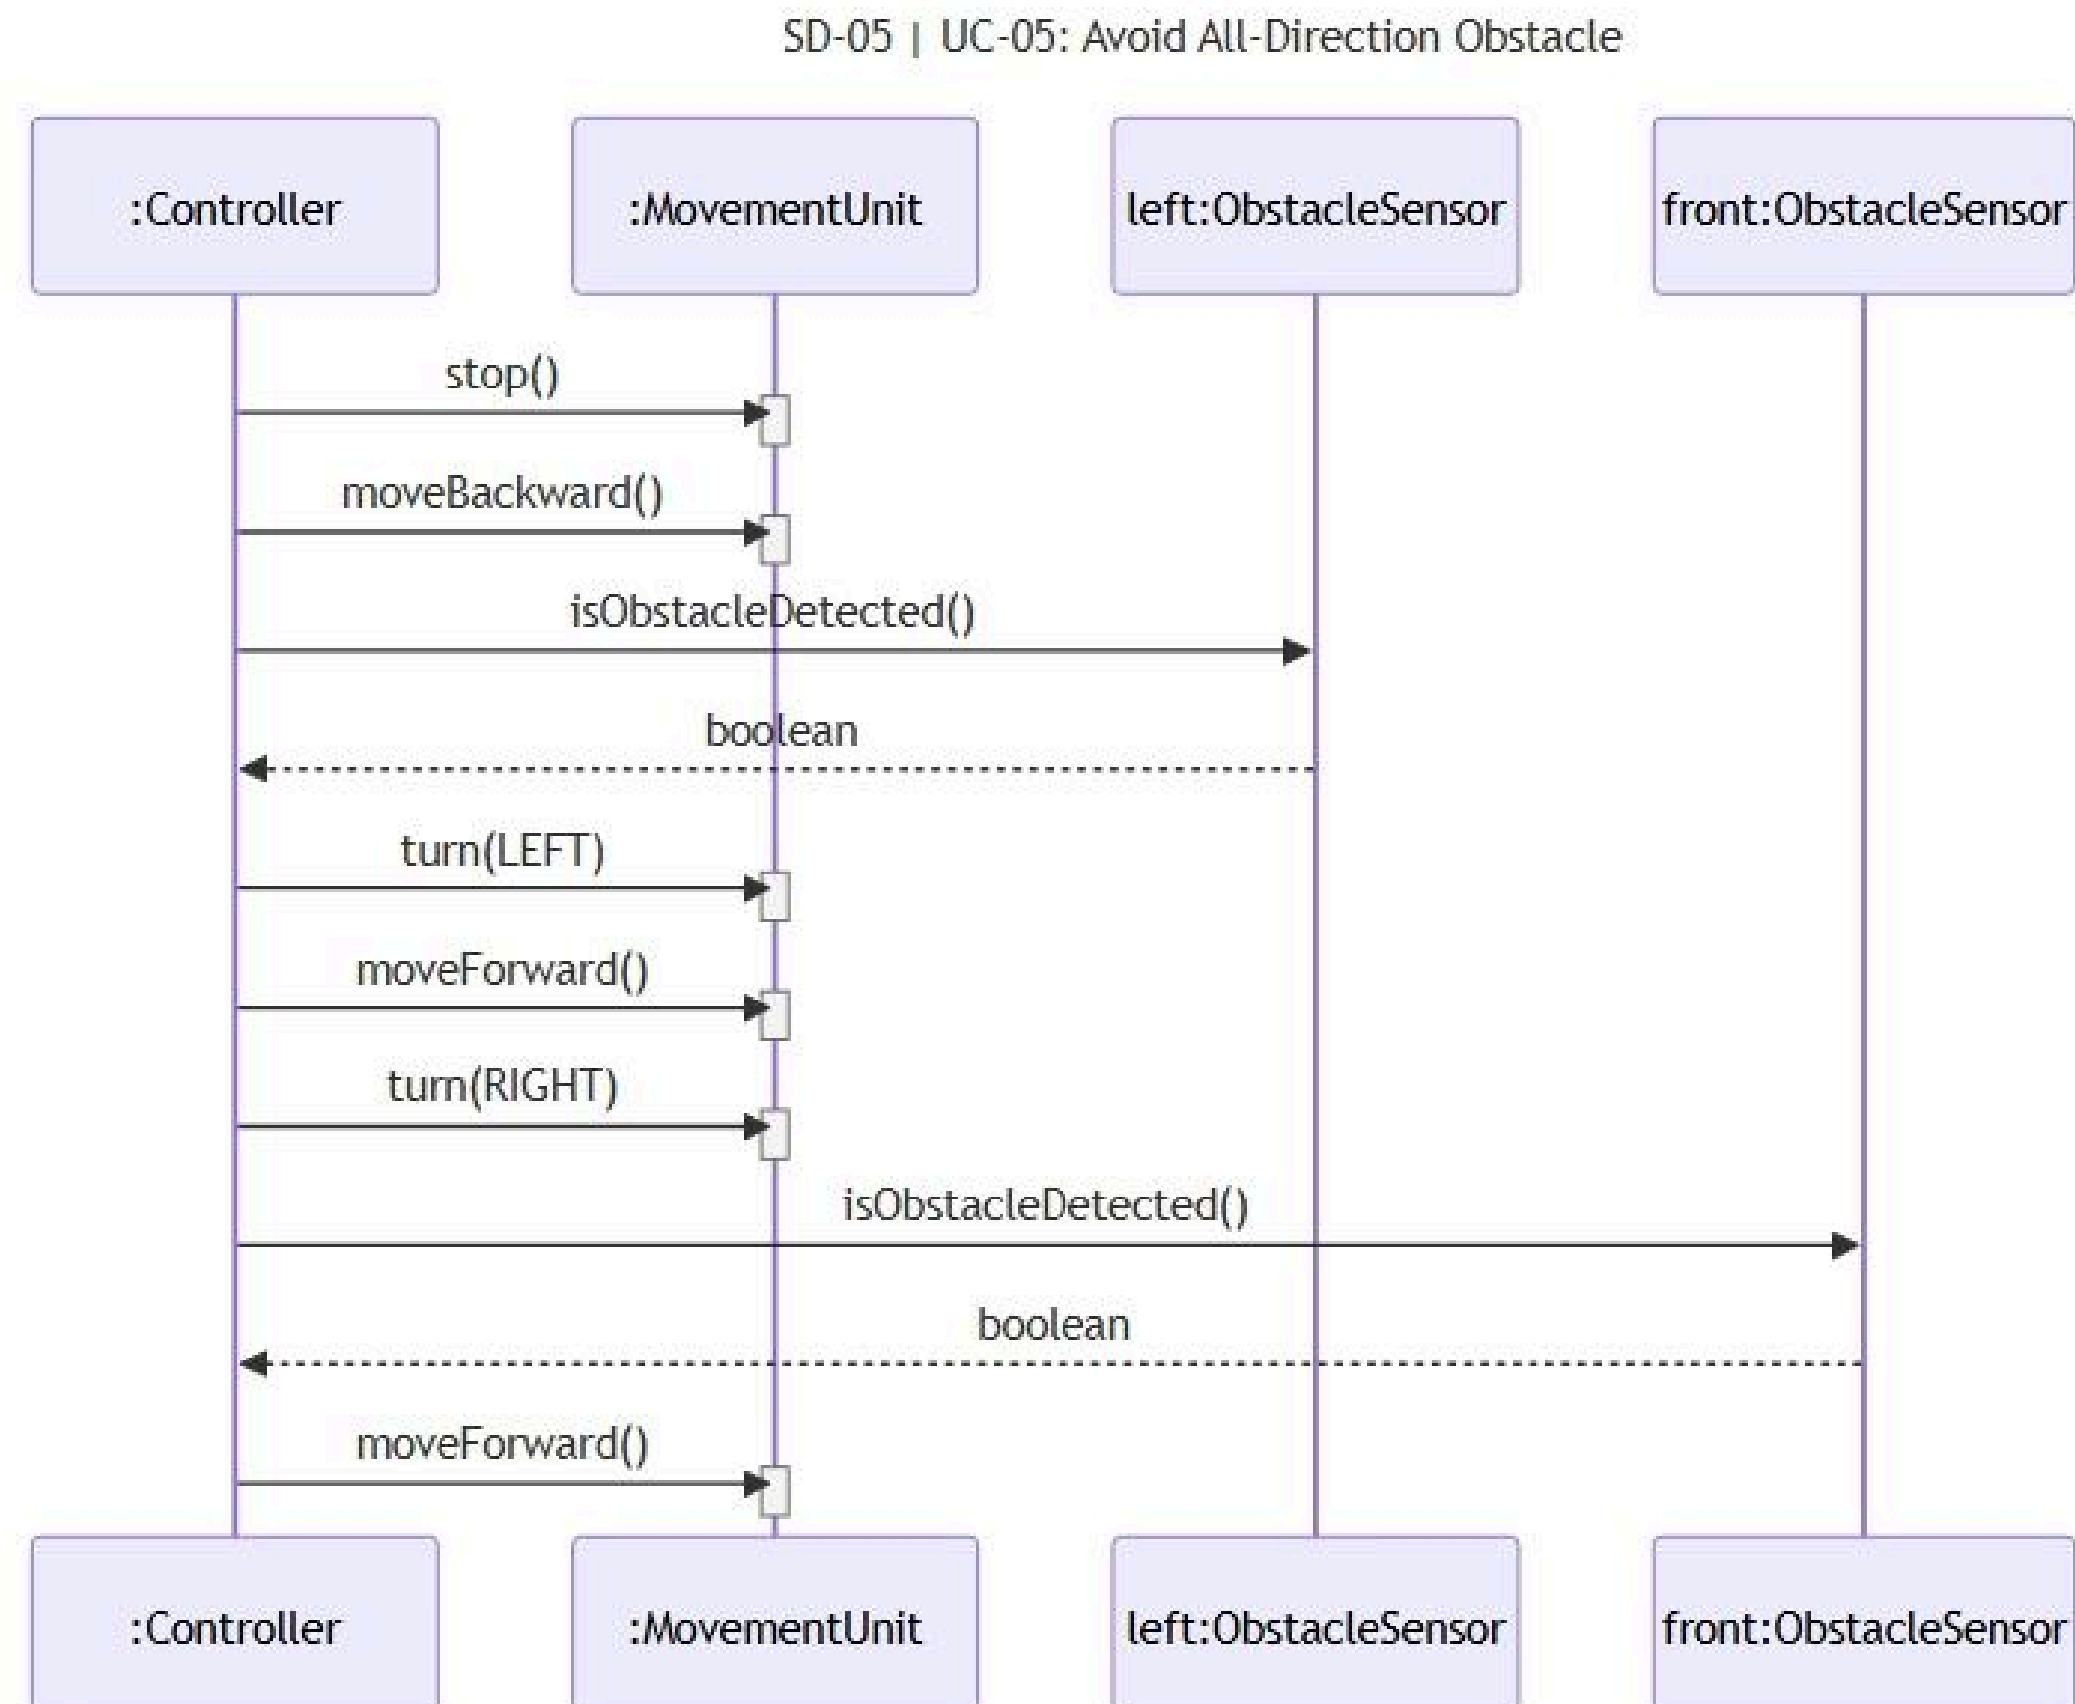 SD-05 | UC-05: Avoid All-Direction Obstacle
:Controller
:MovementUnit
left:ObstacleSensor
front:ObstacleSensor
stop()
moveBackward()
isObstacleDetected()
boolean
turn(LEFT)
moveForward()
turn(RIGHT)
isObstacleDetected()
boolean
moveForward()
:Controller
:MovementUnit
left:ObstacleSensor
front:ObstacleSensor